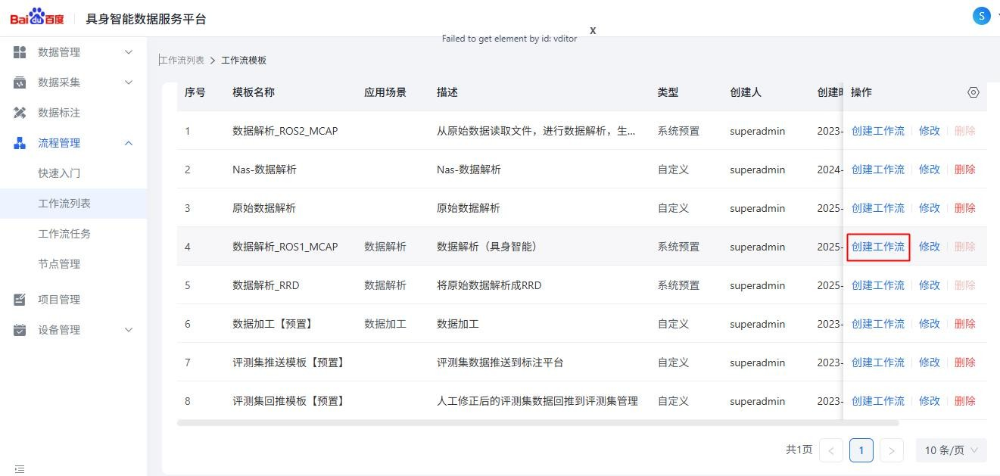 Bai du 百度 具身智能数据服务平台
S
Failed to get element by id: vditor X
数据管理
数据采集
数据标注
流程管理
快速入门
工作流列表
工作流任务
节点管理
项目管理
设备管理
工作流列表 > 工作流模板
序号 模板名称 应用场景 描述 类型 创建人 创建时 操作
1 数据解析_ROS2_MCAP 从原始数据读取文件，进行数据解析，生... 系统预置 superadmin 2023- 创建工作流 修改 删除
2 Nas-数据解析 Nas-数据解析 自定义 superadmin 2024- 创建工作流 修改 删除
3 原始数据解析 原始数据解析 自定义 superadmin 2025- 创建工作流 修改 删除
4 数据解析_ROS1_MCAP 数据解析 数据解析（具身智能） 系统预置 superadmin 2025- 创建工作流 修改 删除
5 数据解析_RRD 数据解析 将原始数据解析成RRD 系统预置 superadmin 2025- 创建工作流 修改 删除
6 数据加工【预置】 数据加工 数据加工 自定义 superadmin 2023- 创建工作流 修改 删除
7 评测集推送模板【预置】 评测集数据推送到标注平台 自定义 superadmin 2023- 创建工作流 修改 删除
8 评测集回推模板【预置】 人工修正后的评测集数据回推到评测集管理 自定义 superadmin 2023- 创建工作流 修改 删除
共1页 < 1 > 10 条/页